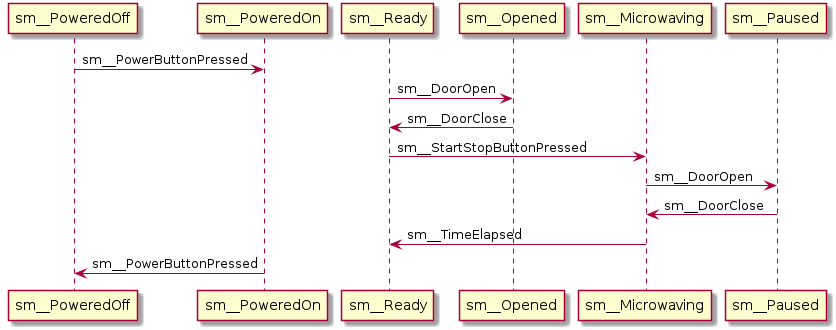 sm__PoweredOff sm__PoweredOn sm__Ready sm__Opened sm__Microwaving sm__Paused
sm__PowerButtonPressed
sm__DoorOpen
sm__DoorClose
sm__StartStopButtonPressed
sm__DoorOpen
sm__DoorClose
sm__TimeElapsed
sm__PowerButtonPressed
sm__PoweredOff sm__PoweredOn sm__Ready sm__Opened sm__Microwaving sm__Paused